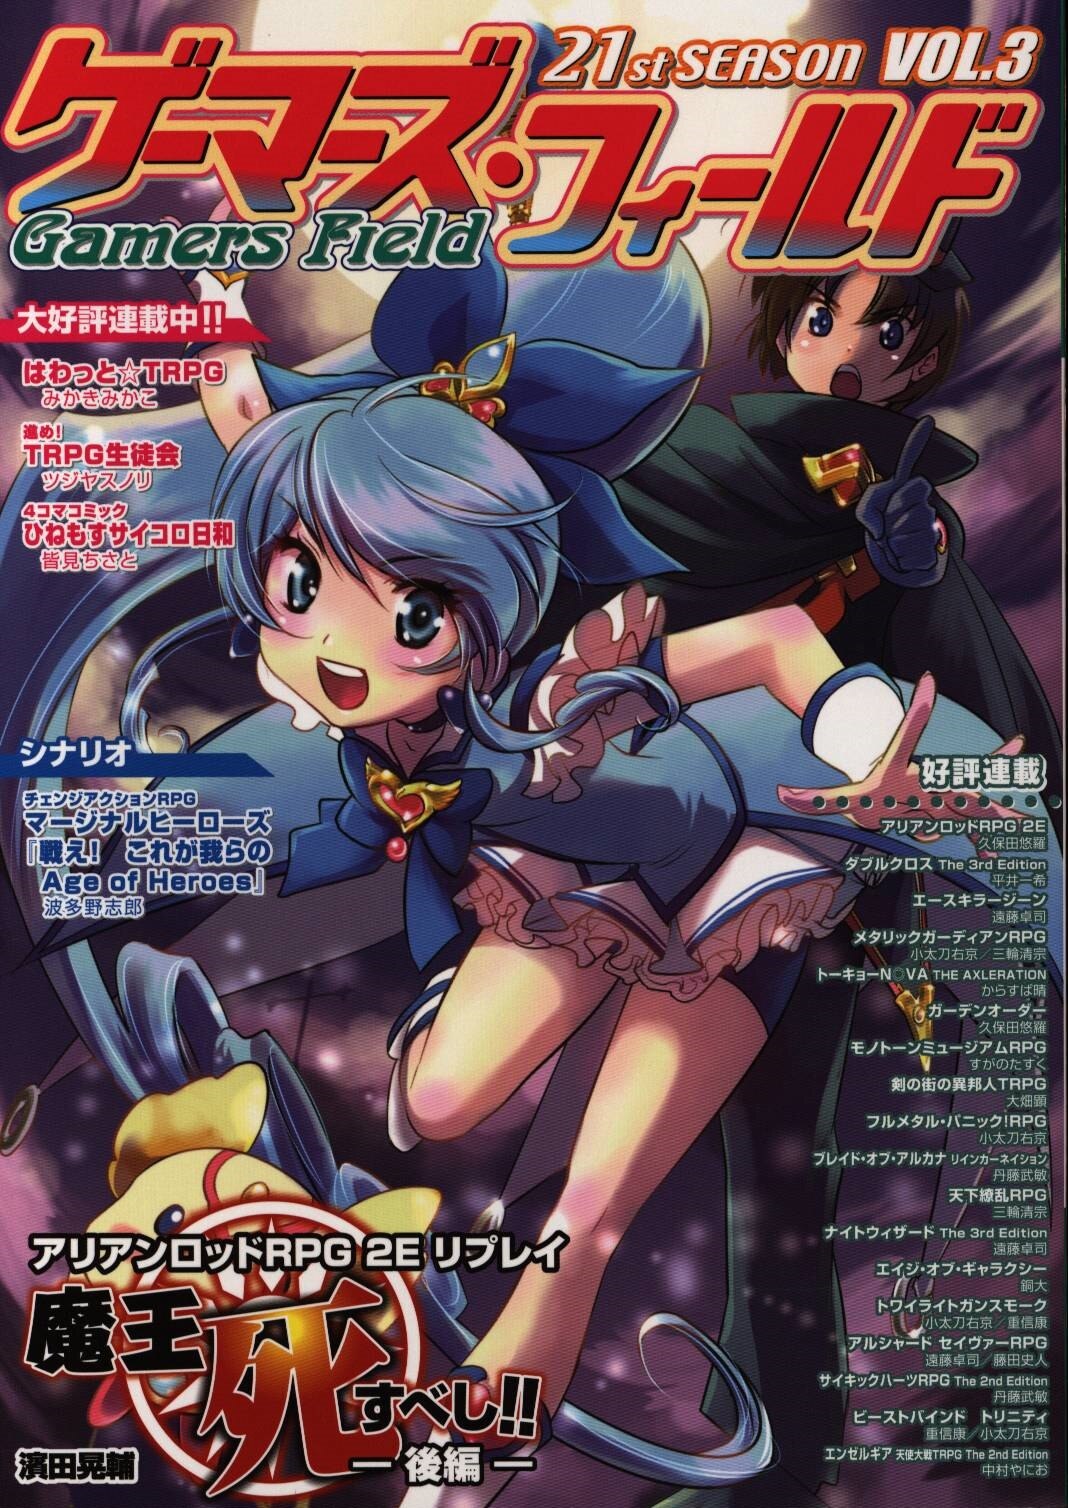 21st SEASON VOL.3
ゲーマーズ・フィールド
Gamers Field
大好評連載中!!
はわっと☆TRPG
みかきみかこ
進め!
TRPG生徒会
ツジヤスノリ
4コマコミック
ひねもすサイコロ日和
皆見ちさと
シナリオ
チェンジアクションRPG
マージナルヒーローズ
『戦え! これが我らの
Age of Heroes』
波多野志郎
好評連載
アリアンロッドRPG 2E
久保田悠羅
ダブルクロス The 3rd Edition
平井一希
エースキラージーン
遠藤卓司
メタリックガーディアンRPG
小太刀右京／三輪清宗
トーキョーN◎VA THE AXLERATION
からすば晴
ガーデンオーダー
久保田悠羅
モノトーンミュージアムRPG
すがのたすく
剣の街の異邦人TRPG
大畑顕
フルメタル・パニック!RPG
小太刀右京
ブレイド・オブ・アルカナ リインカーネイション
丹藤武敏
天下繚乱RPG
三輪清宗
ナイトウィザード The 3rd Edition
遠藤卓司
エイジ・オブ・ギャラクシー
銅大
トワイライトガンスモーク
小太刀右京／重信康
アルシャード セイヴァーRPG
遠藤卓司／藤田史人
サイキックハーツRPG The 2nd Edition
丹藤武敏
ビーストバインド トリニティ
重信康／小太刀右京
エンゼルギア 天使大戦TRPG The 2nd Edition
中村やにお
アリアンロッドRPG 2E リプレイ
魔王死すべし!!
― 後編 ―
濱田晃輔